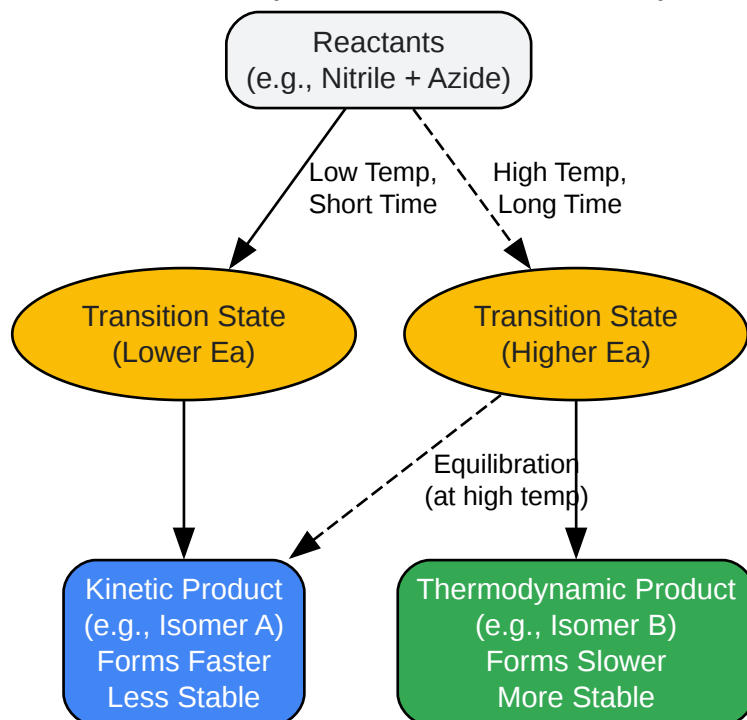 Reactants
(e.g., Nitrile + Azide)
Low Temp,
Short Time
High Temp,
Long Time
Transition State
(Lower Ea)
Transition State
(Higher Ea)
Equilibration
(at high temp)
Kinetic Product
(e.g., Isomer A)
Forms Faster
Less Stable
Thermodynamic Product
(e.g., Isomer B)
Forms Slower
More Stable